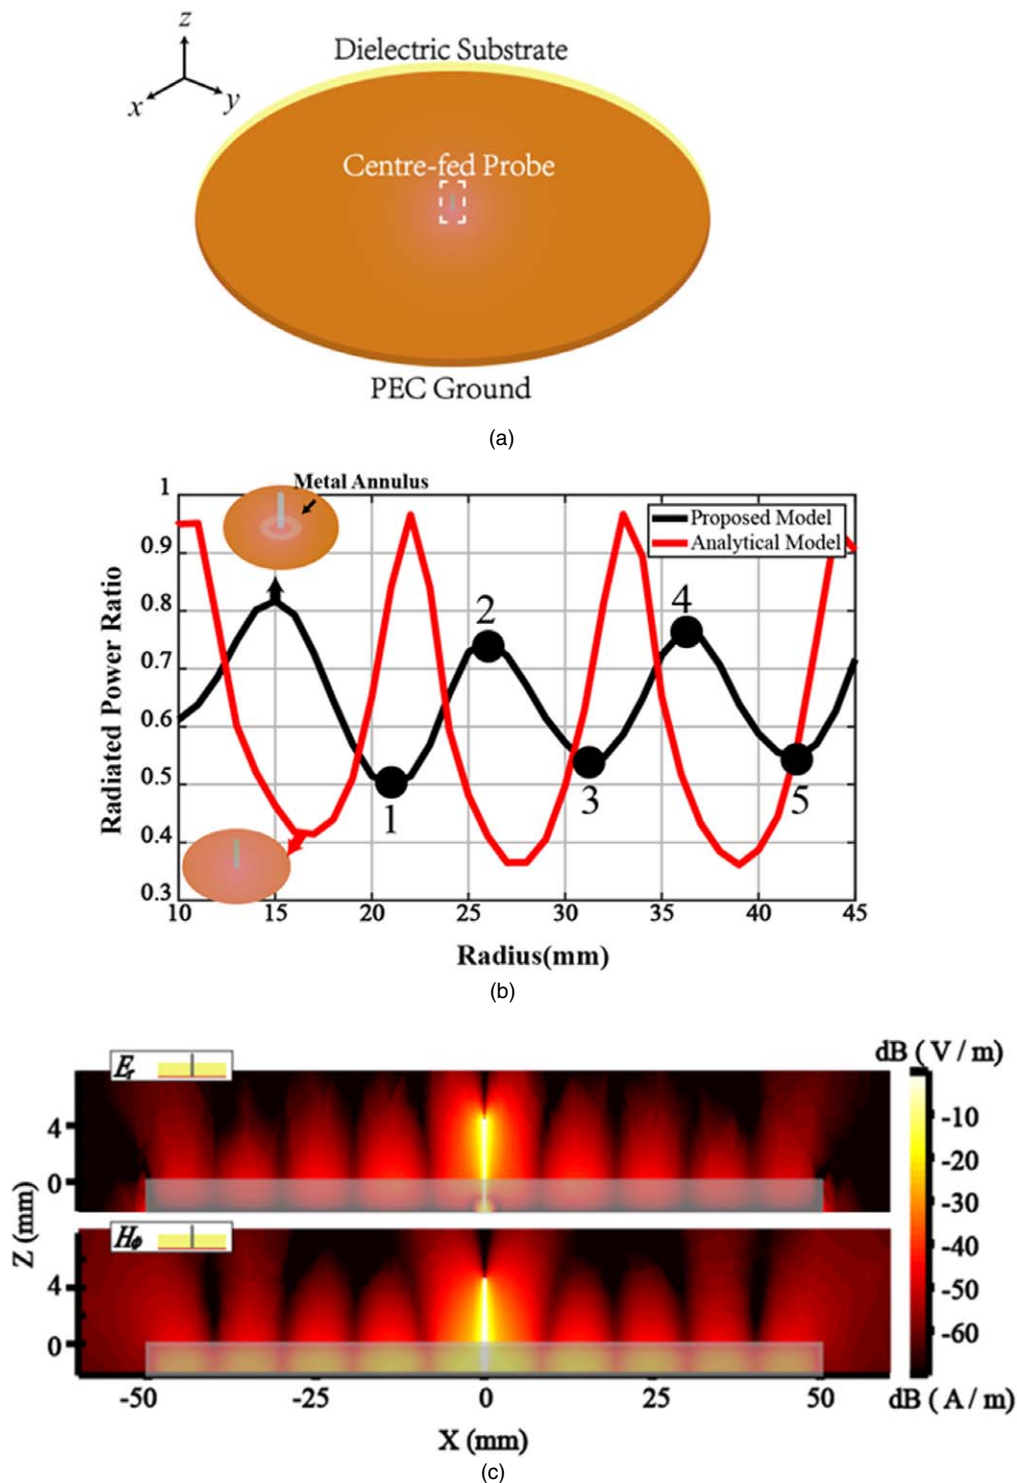 z
Dielectric Substrate
x
y
Centre-fed Probe
PEC Ground
(a)
Metal Annulus
1
Proposed Model
Analytical Model
0.9
0.8
0.7
0.6
0.5
0.4
0.3
2
4
1
3
5
Radiated Power Ratio
10 15 20 25 30 35 40 45
Radius(mm)
(b)
dB ( V / m)
Er
4
0
-10
-20
-30
-40
-50
-60
Hϕ
4
0
Z (mm)
-50 -25 0 25 50
dB ( A / m)
X (mm)
(c)